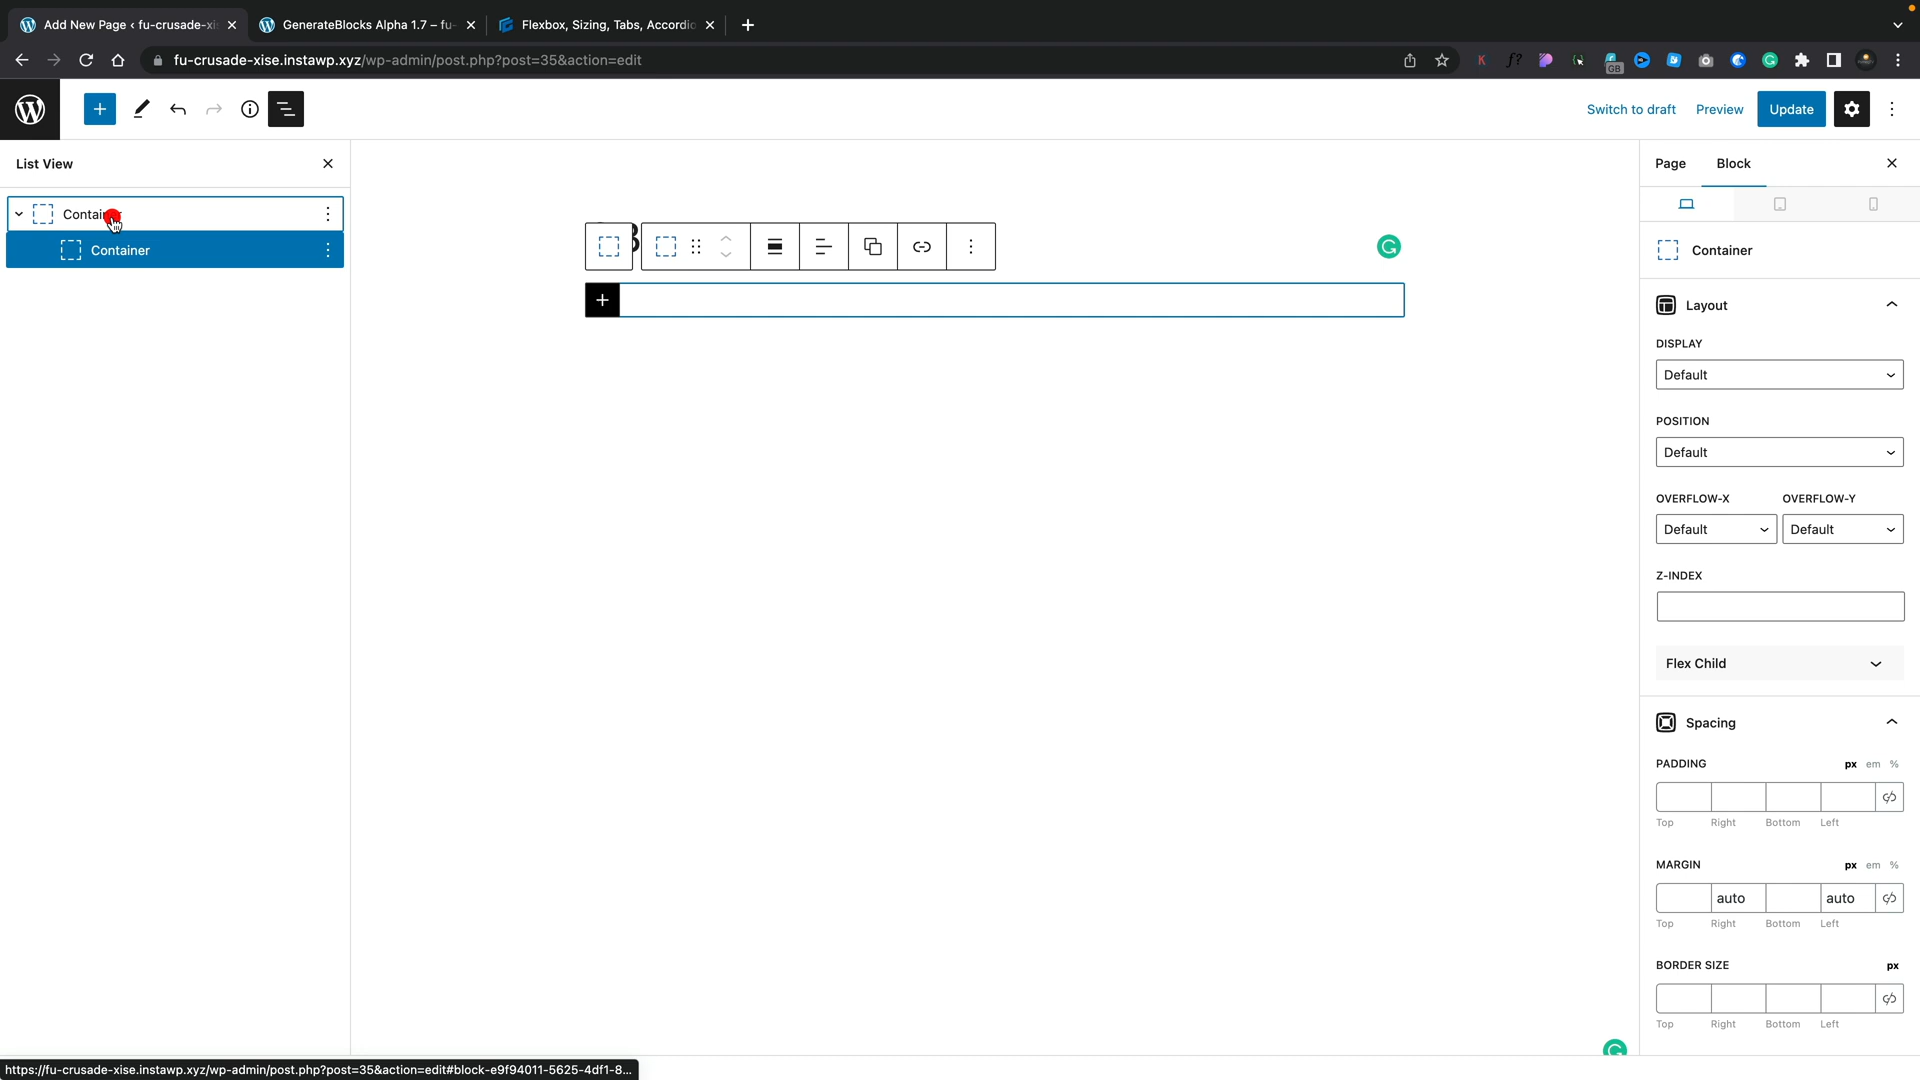 Add New Page ‹ fu-crusade-xi
GenerateBlocks Alpha 1.7 – fu-
Flexbox, Sizing, Tabs, Accordio
fu-crusade-xise.instawp.xyz/wp-admin/post.php?post=35&action=edit
GB
Switch to draft
Preview
Update
List View
Page
Block
Container
Container
Container
Layout
DISPLAY
Default
POSITION
Default
OVERFLOW-X
OVERFLOW-Y
Default
Default
Z-INDEX
Flex Child
Spacing
PADDING
px em %
Top Right Bottom Left
MARGIN
px em %
auto auto
Top Right Bottom Left
BORDER SIZE
px
Top Right Bottom Left
https://fu-crusade-xise.instawp.xyz/wp-admin/post.php?post=35&action=edit#block-e9f94011-5625-4df1-8...